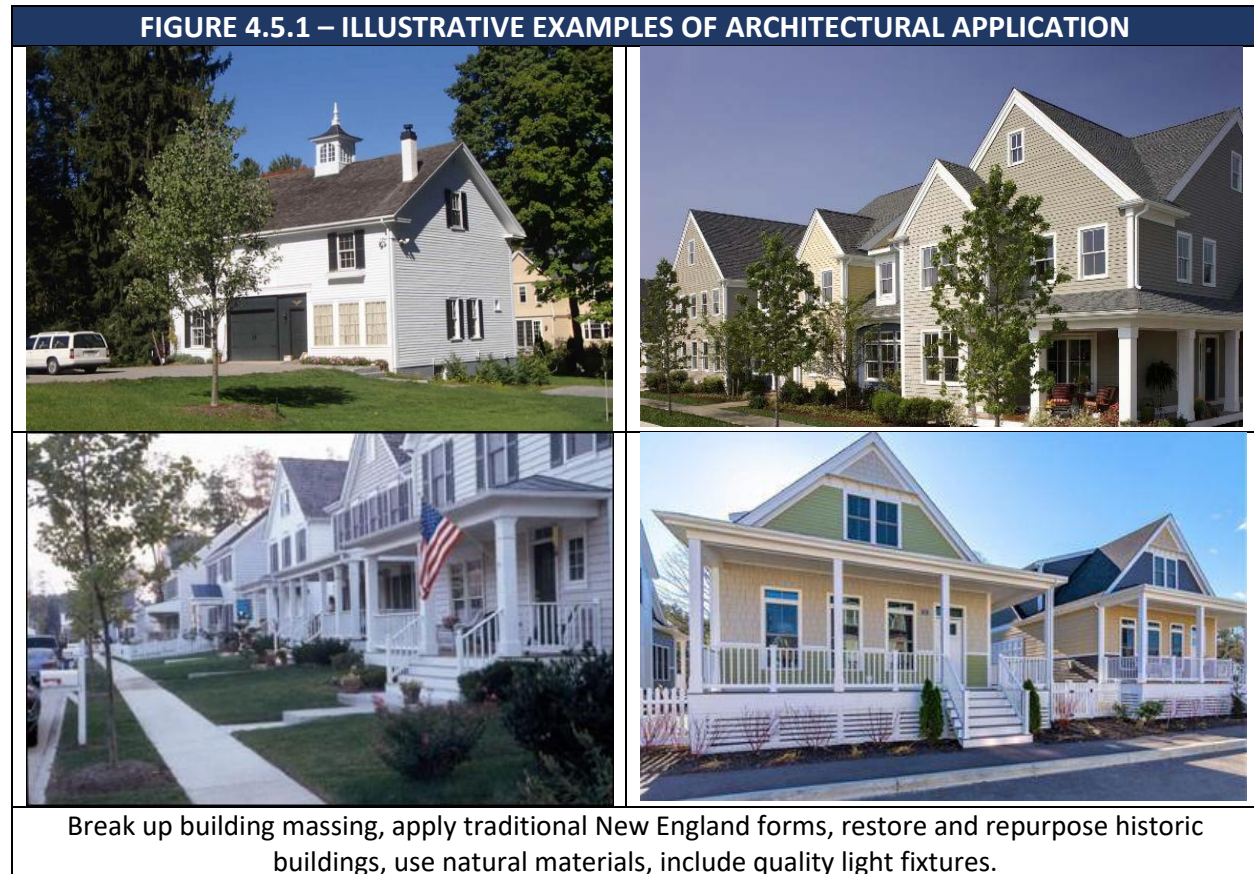 FIGURE 4.5.1 – ILLUSTRATIVE EXAMPLES OF ARCHITECTURAL APPLICATION
Break up building massing, apply traditional New England forms, restore and repurpose historic
buildings, use natural materials, include quality light fixtures.